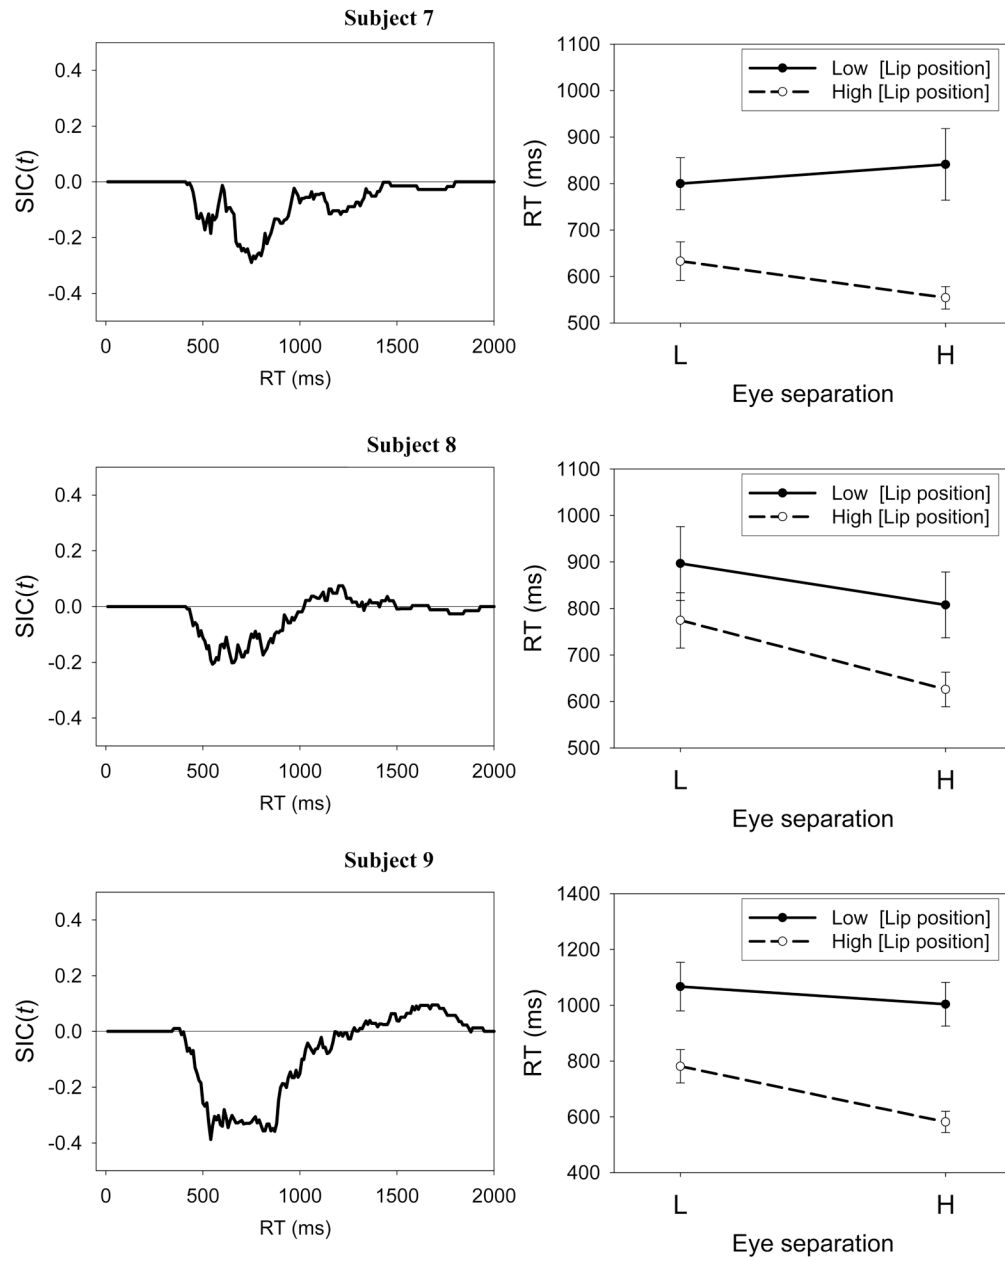 Subject 7
SIC(t)
0.4
0.2
0.0
-0.2
-0.4
0 500 1000 1500 2000
RT (ms)
RT (ms)
1100
1000
900
800
700
600
500
Low [Lip position]
High [Lip position]
L H
Eye separation
Subject 8
SIC(t)
0.4
0.2
0.0
-0.2
-0.4
0 500 1000 1500 2000
RT (ms)
RT (ms)
1100
1000
900
800
700
600
500
Low [Lip position]
High [Lip position]
L H
Eye separation
Subject 9
SIC(t)
0.4
0.2
0.0
-0.2
-0.4
0 500 1000 1500 2000
RT (ms)
RT (ms)
1400
1200
1000
800
600
400
Low [Lip position]
High [Lip position]
L H
Eye separation